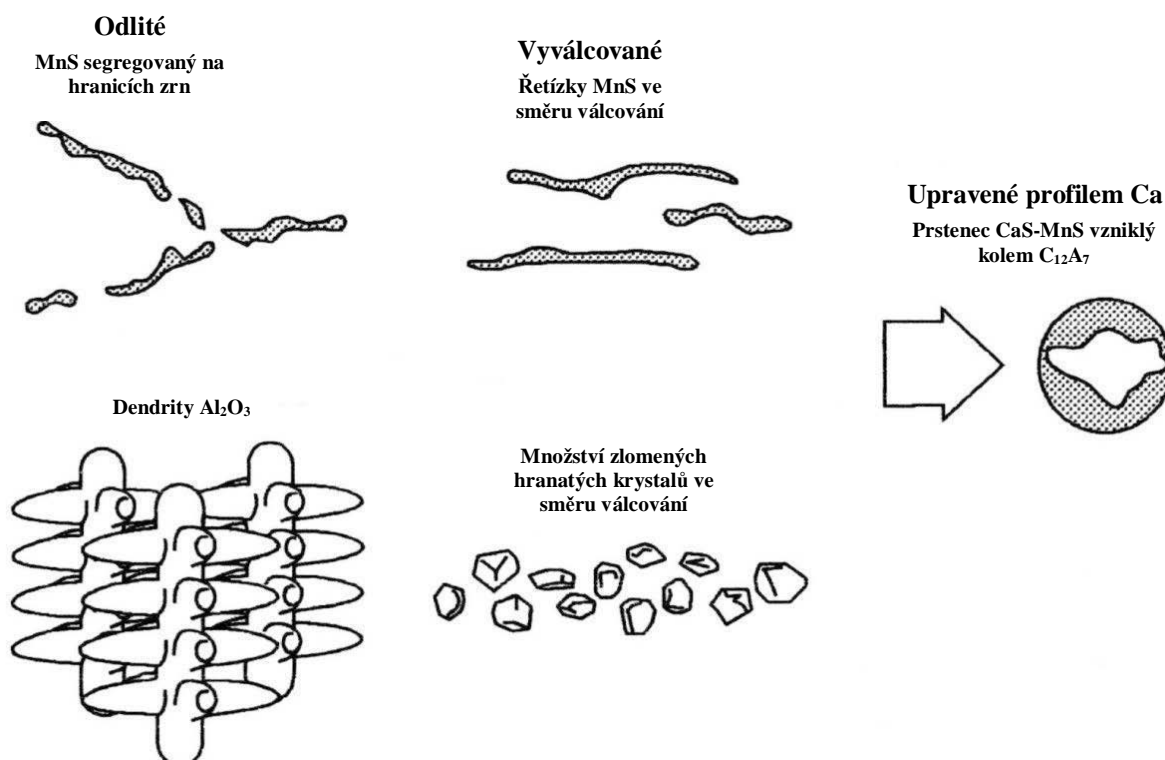 Odlité
MnS segregovaný na
hranicích zrn
Vyválcované
Řetízky MnS ve
směru válcování
Upravené profilem Ca
Prstenec CaS-MnS vzniklý
kolem C₁₂A₇
Dendrity Al₂O₃
Množství zlomených
hranatých krystalů ve
směru válcování